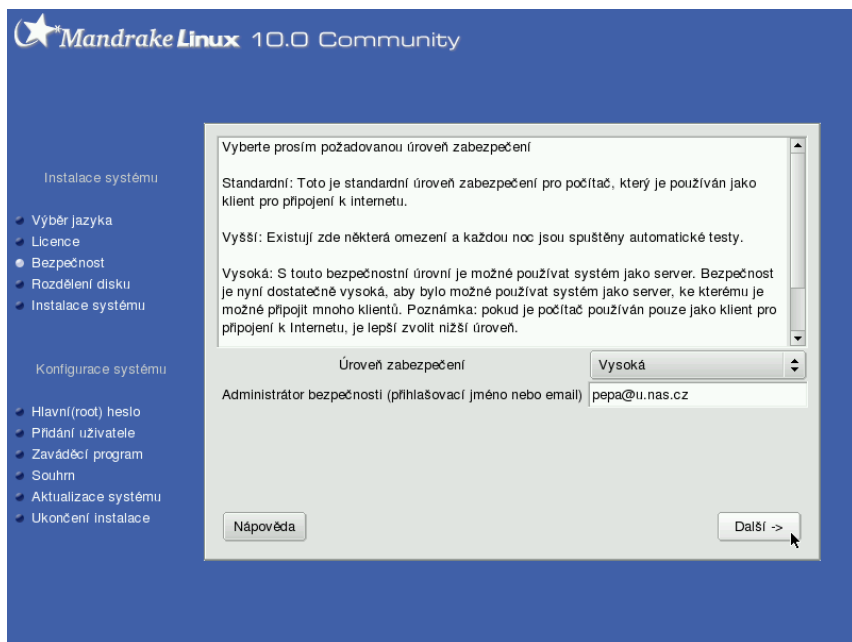 Mandrake Linux 10.0 Community
Instalace systému
Výběr jazyka
Licence
Bezpečnost
Rozdělení disku
Instalace systému
Konfigurace systému
Hlavní(root) heslo
Přidání uživatele
Zaváděcí program
Souhrn
Aktualizace systému
Ukončení instalace
Vyberte prosím požadovanou úroveň zabezpečení
Standardní: Toto je standardní úroveň zabezpečení pro počítač, který je používán jako
klient pro připojení k internetu.
Vyšší: Existují zde některá omezení a každou noc jsou spuštěny automatické testy.
Vysoká: S touto bezpečnostní úrovní je možné používat systém jako server. Bezpečnost
je nyní dostatečně vysoká, aby bylo možné používat systém jako server, ke kterému je
možné připojit mnoho klientů. Poznámka: pokud je počítač používán pouze jako klient pro
připojení k Internetu, je lepší zvolit nižší úroveň.
Úroveň zabezpečení Vysoká
Administrátor bezpečnosti (přihlašovací jméno nebo email) pepa@u.nas.cz
Nápověda Další ->